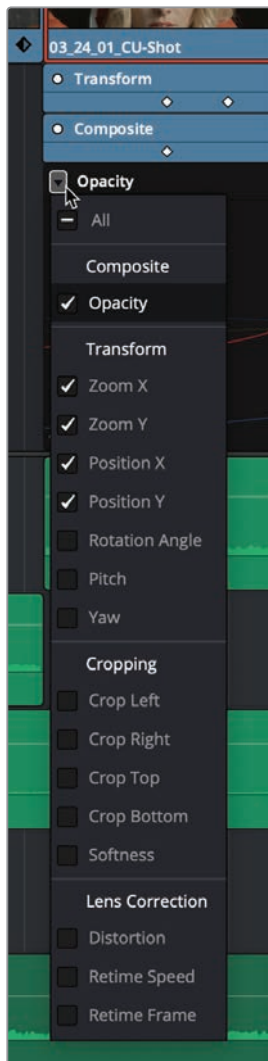 03_24_01_CU-Shot
Transform
Composite
Opacity
All
Composite
Opacity
Transform
Zoom X
Zoom Y
Position X
Position Y
Rotation Angle
Pitch
Yaw
Cropping
Crop Left
Crop Right
Crop Top
Crop Bottom
Softness
Lens Correction
Distortion
Retime Speed
Retime Frame